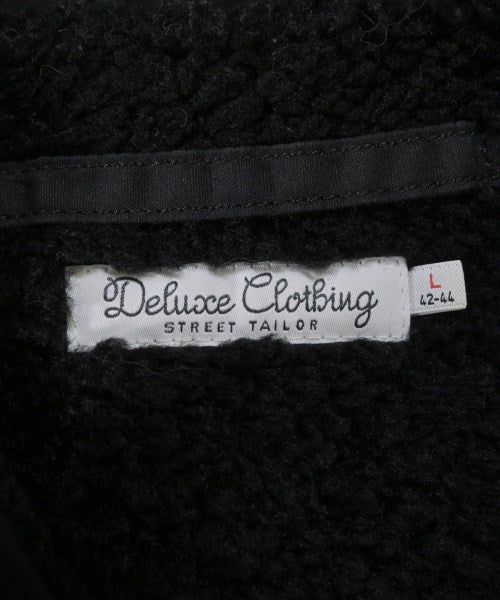 Deluxe Clothing
STREET TAILOR
L
42-44